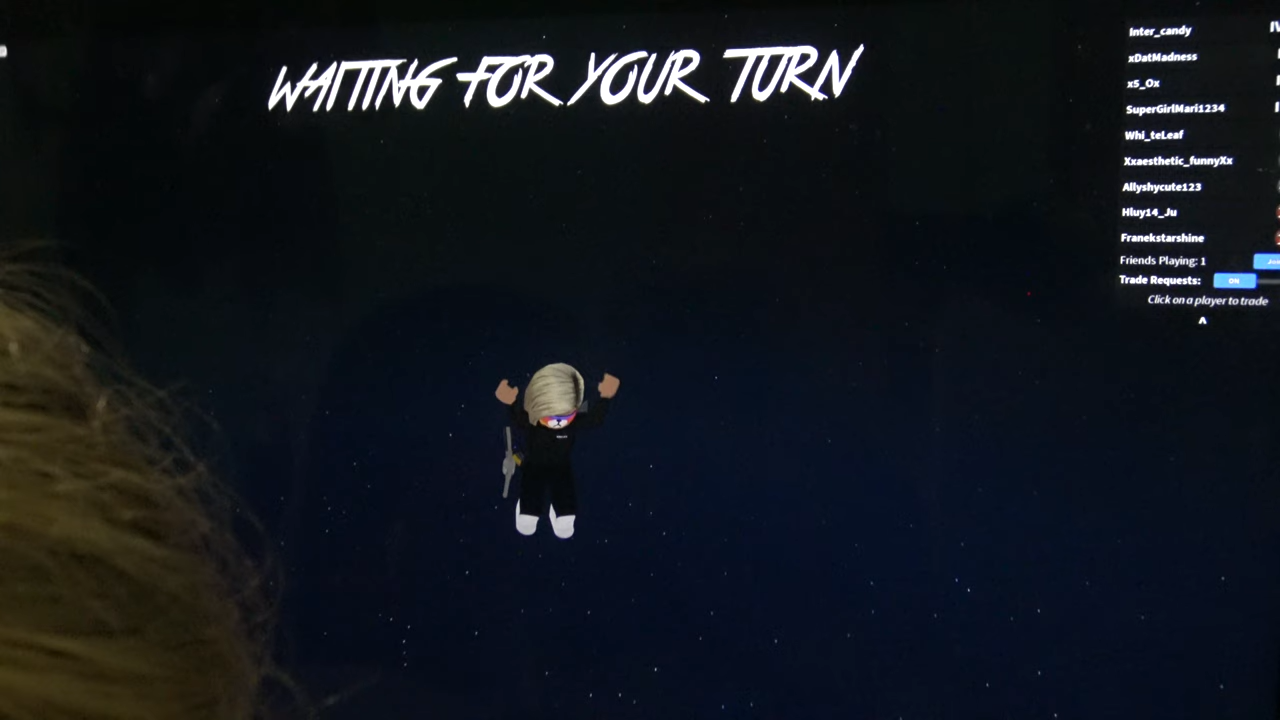 WAITING FOR YOUR TURN
Inter_candy
xDatMadness
x5_Ox
SuperGirlMari1234
Whi_teLeaf
Xxaesthetic_funnyXx
Allyshycute123
Hluy14_Ju
Franekstarshine
Friends Playing: 1
Trade Requests: ON
Click on a player to trade
^